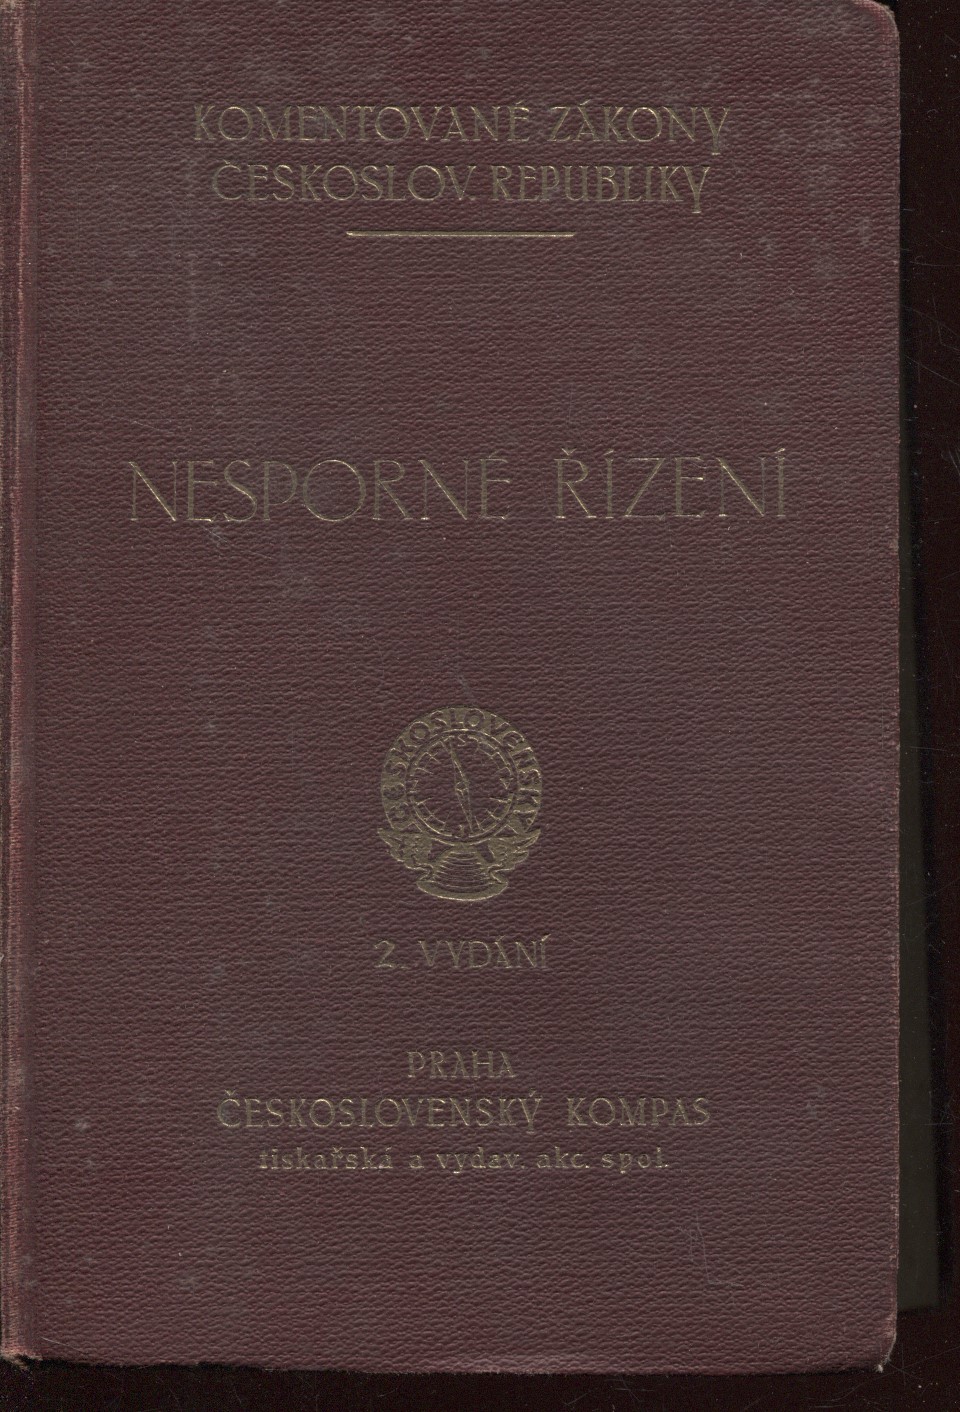 KOMENTOVANÉ ZÁKONY
ČESKOSLOV. REPUBLIKY
NESPORNÉ ŘÍZENÍ
ČESKOSLOVENSKÝ
2. VYDÁNÍ
PRAHA
ČESKOSLOVENSKÝ KOMPAS
tiskařská a vydav. akc. spol.